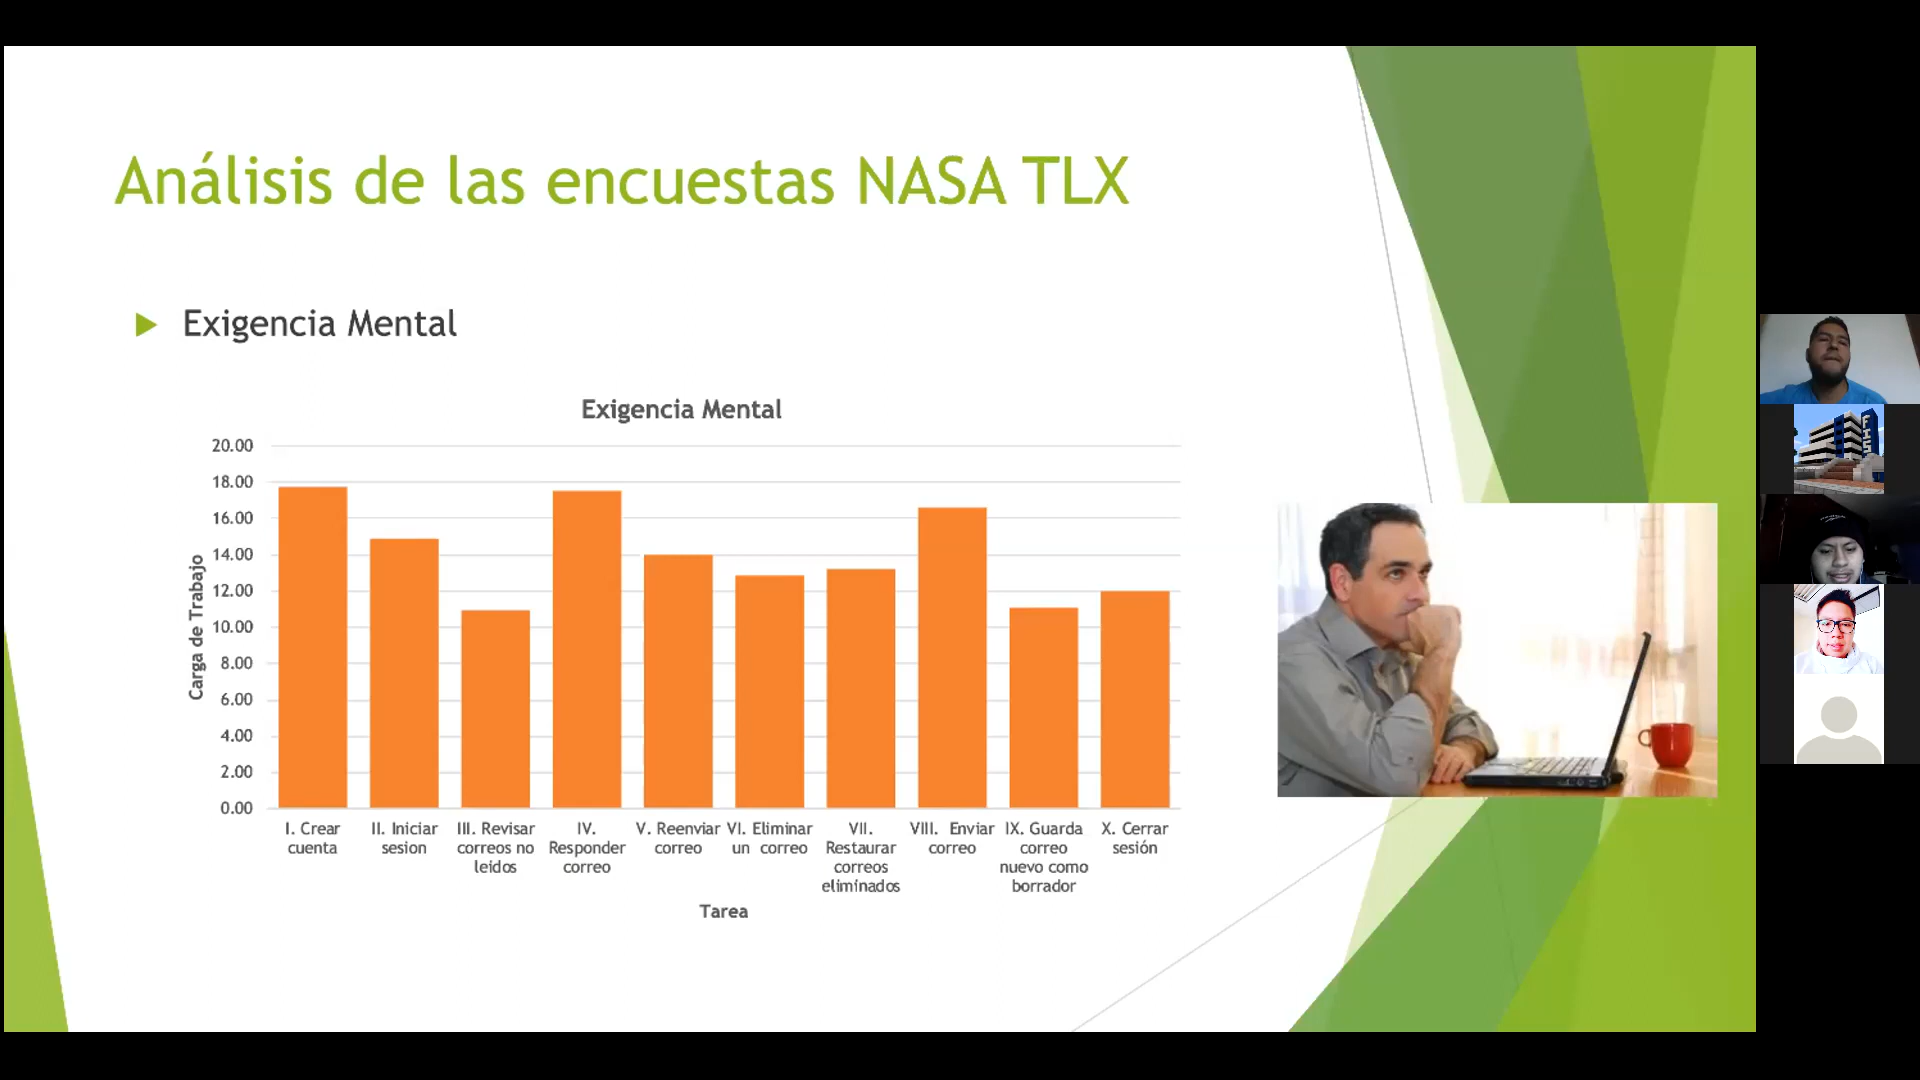 Análisis de las encuestas NASA TLX
Exigencia Mental
Exigencia Mental
Carga de Trabajo
20.00
18.00
16.00
14.00
12.00
10.00
8.00
6.00
4.00
2.00
0.00
I. Crear
cuenta
II. Iniciar
sesion
III. Revisar
correos no
leidos
IV.
Responder
correo
V. Reenviar
correo
VI. Eliminar
un correo
VII.
Restaurar
correos
eliminados
VIII. Enviar
correo
IX. Guarda
correo
nuevo como
borrador
X. Cerrar
sesión
Tarea